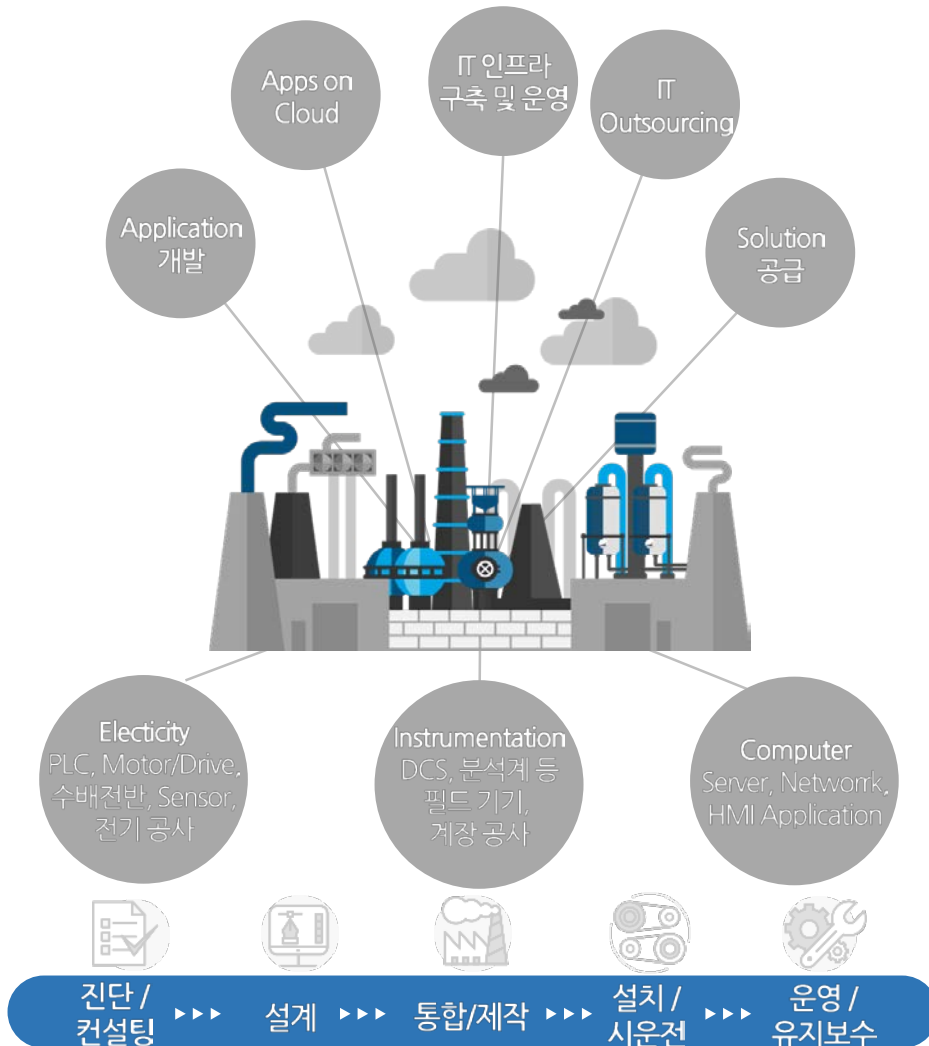 Apps on
Cloud
IT 인프라
구축 및 운영
IT
Outsourcing
Application
개발
Solution
공급
Electicity
PLC, Motor/Drive,
수배전반, Sensor,
전기 공사
Instrumentation
DCS, 분석계 등
필드 기기,
계장 공사
Computer
Server, Networrk,
HMI Application
진단 /
컨설팅
설계
통합/제작
설치 /
시운전
운영 /
유지보수